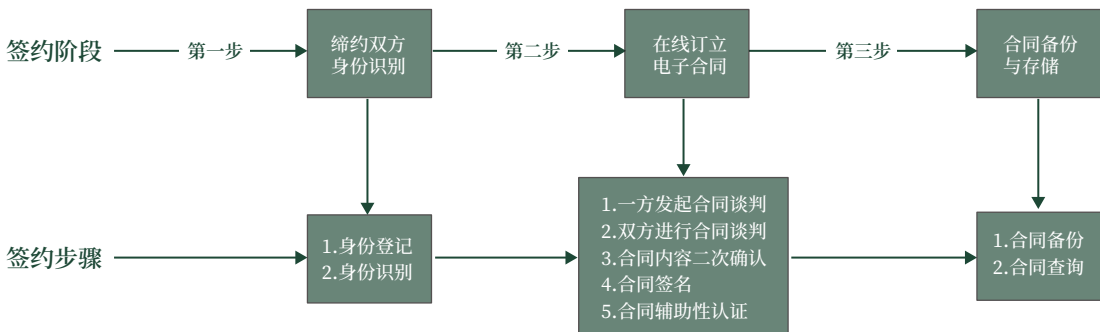 签约阶段
第一步
缔约双方
身份识别
第二步
在线订立
电子合同
第三步
合同备份
与存储
签约步骤
1.身份登记
2.身份识别
1.一方发起合同谈判
2.双方进行合同谈判
3.合同内容二次确认
4.合同签名
5.合同辅助性认证
1.合同备份
2.合同查询